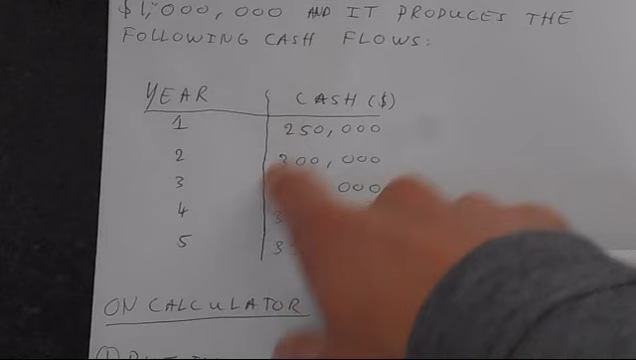 $1,000,000 AND IT PRODUCES THE
FOLLOWING CASH FLOWS:
YEAR CASH ($)
1 250,000
2 300,000
3 000
4
5
ON CALCULATOR